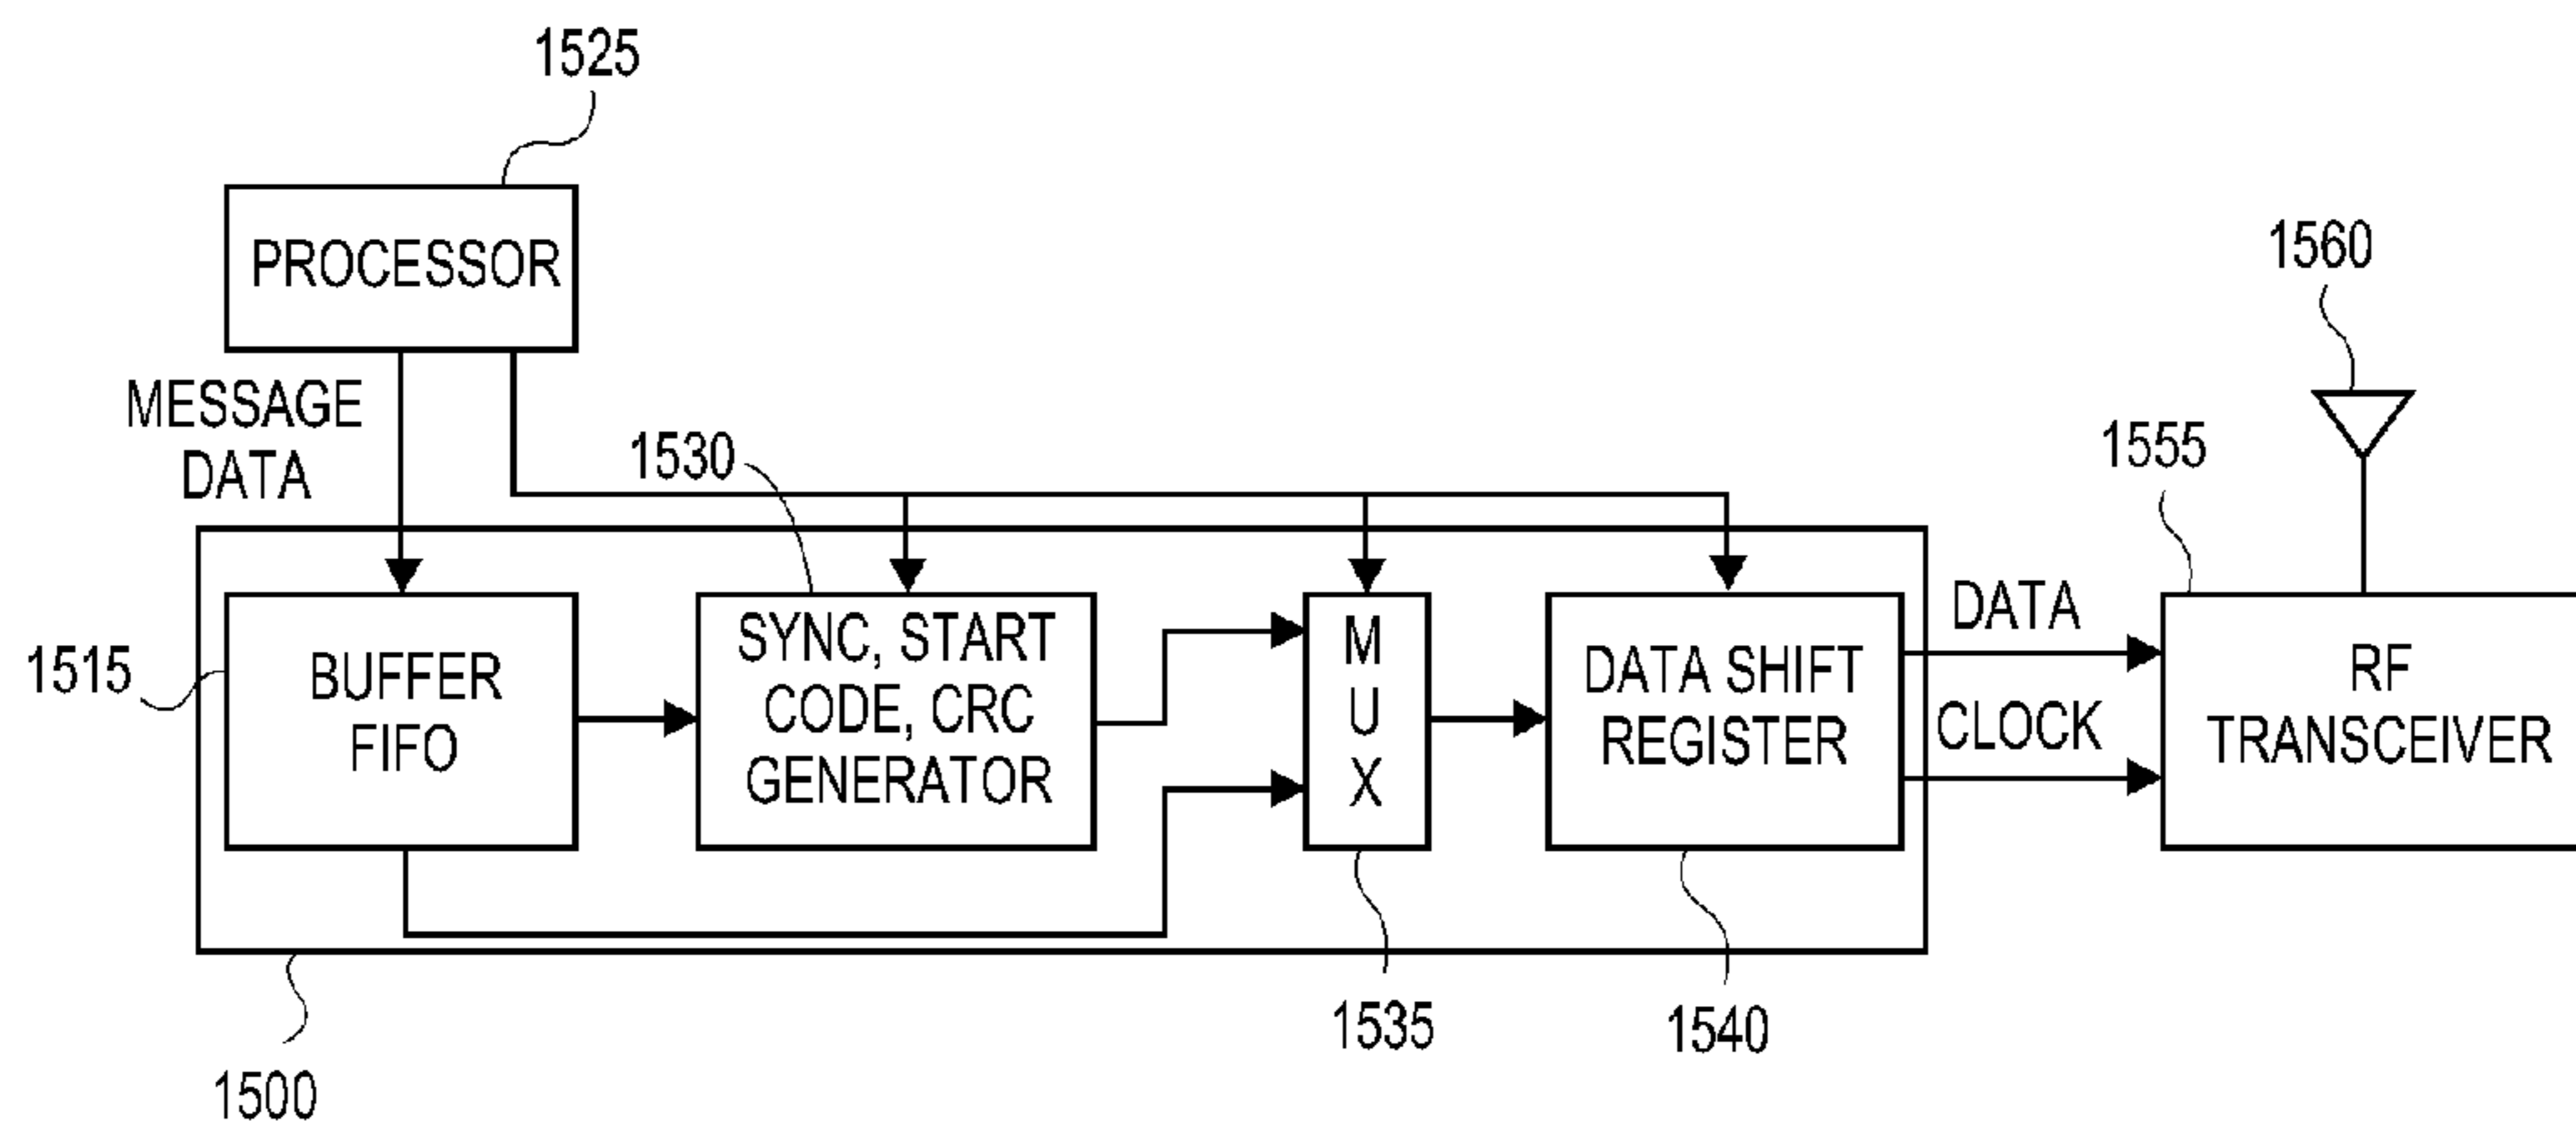 1525
PROCESSOR
1560
MESSAGE
DATA
1530
1555
DATA
CLOCK
1515
BUFFER
FIFO
SYNC, START
CODE, CRC
GENERATOR
M
U
X
DATA SHIFT
REGISTER
RF
TRANSCEIVER
1535
1540
1500